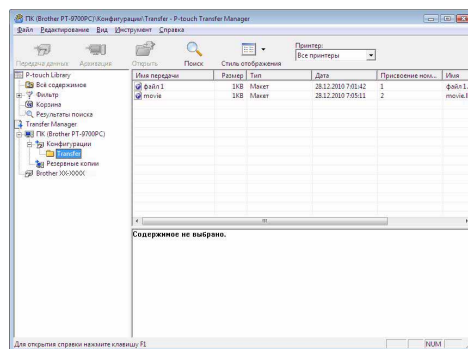 ПК (Brother PT-9700PC)\Конфигурации\Transfer - P-touch Transfer Manager
Файл Редактирование Вид Инструмент Справка
Передача данных Архивация Открыть Поиск Стиль отображения
Принтер:
Все принтеры
P-touch Library
Всё содержимое
Фильтр
Корзина
Результаты поиска
Transfer Manager
ПК (Brother PT-9700PC)
Конфигурации
Transfer
Резервные копии
Brother XX-XXXX
Имя передачи Размер Тип Дата Присвоение ном... Имя
файл 1 1KB Макет 28.12.2010 7:01:42 1 файл 1.
movie 1KB Макет 28.12.2010 7:05:11 2 movie.l
Содержимое не выбрано.
Для открытия справки нажмите клавишу F1
NUM